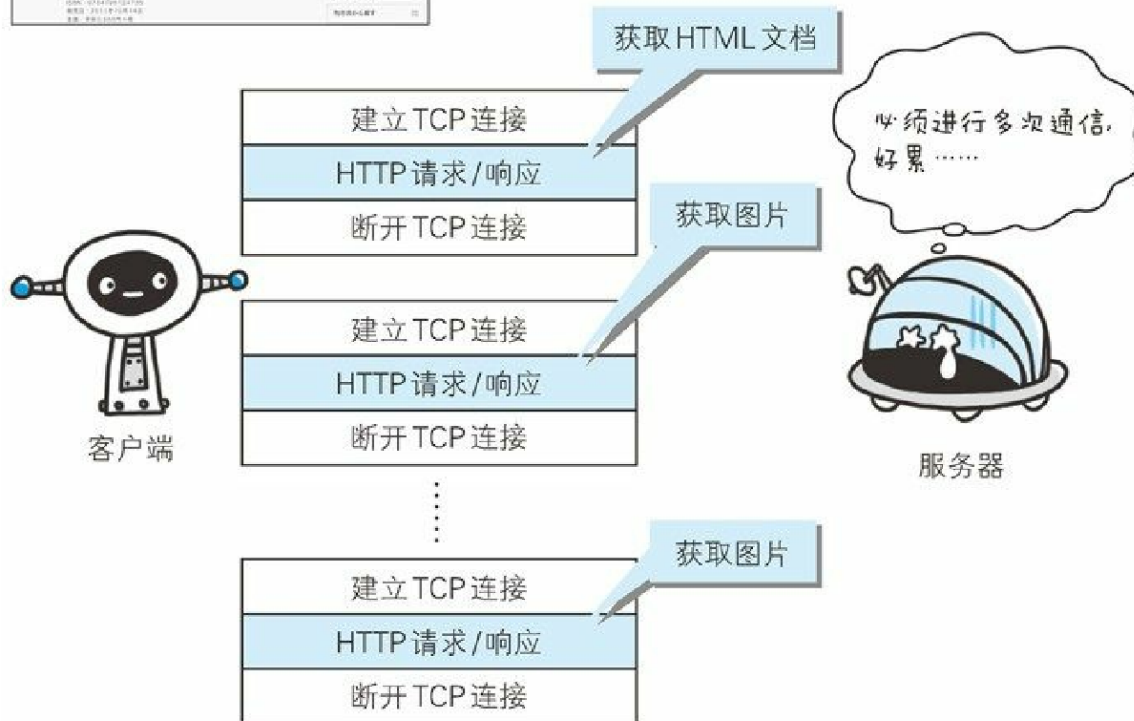 获取HTML文档
建立TCP连接
HTTP请求/响应
断开TCP连接
必须进行多次通信,
好累……
获取图片
建立TCP连接
HTTP请求/响应
断开TCP连接
客户端
服务器
获取图片
建立TCP连接
HTTP请求/响应
断开TCP连接